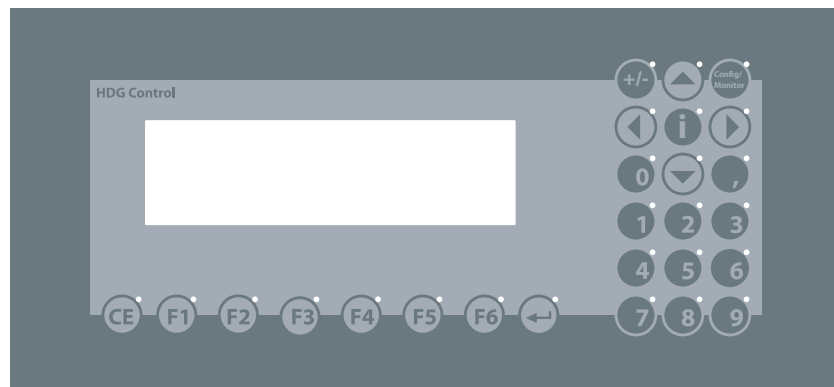 +/- Config/
Monitor
HDG Control
i
0 ,
1 2 3
4 5 6
CE F1 F2 F3 F4 F5 F6 7 8 9